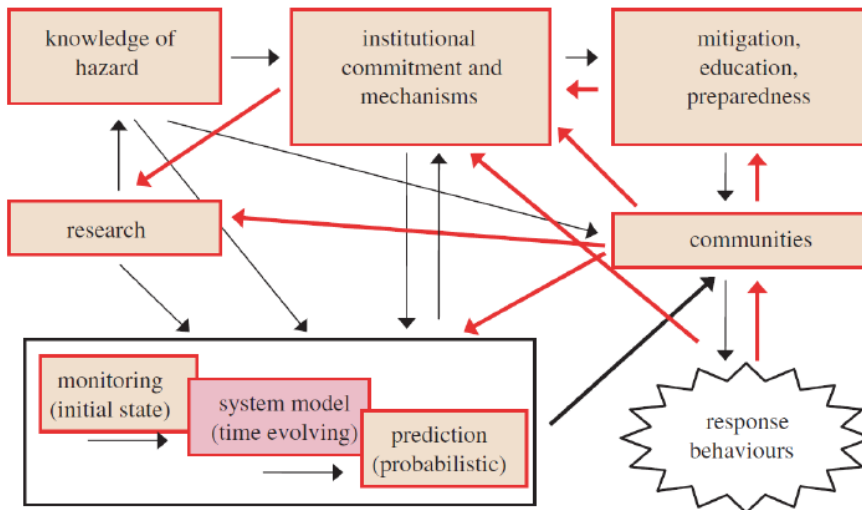 knowledge of
hazard
institutional
commitment and
mechanisms
mitigation,
education,
preparedness
research
communities
monitoring
(initial state)
system model
(time evolving)
prediction
(probabilistic)
response
behaviours